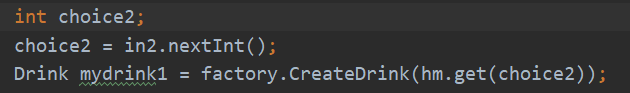 int choice2;
choice2 = in2.nextInt();
Drink mydrink1 = factory.CreateDrink(hm.get(choice2));